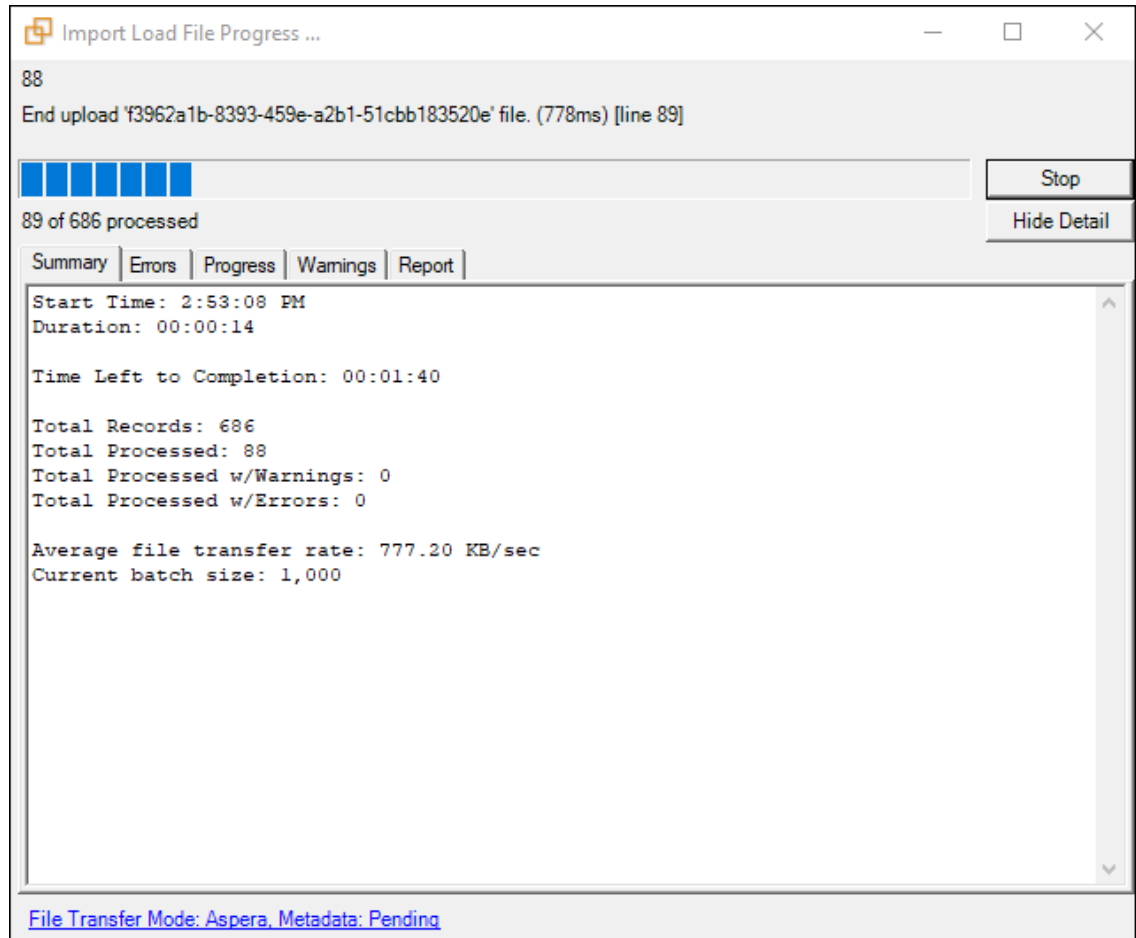 Import Load File Progress ...
88
End upload 'f3962a1b-8393-459e-a2b1-51cbb183520e' file. (778ms) [line 89]
Stop
89 of 686 processed
Hide Detail
Summary Errors Progress Warnings Report
Start Time: 2:53:08 PM
Duration: 00:00:14
Time Left to Completion: 00:01:40
Total Records: 686
Total Processed: 88
Total Processed w/Warnings: 0
Total Processed w/Errors: 0
Average file transfer rate: 777.20 KB/sec
Current batch size: 1,000
File Transfer Mode: Aspera, Metadata: Pending